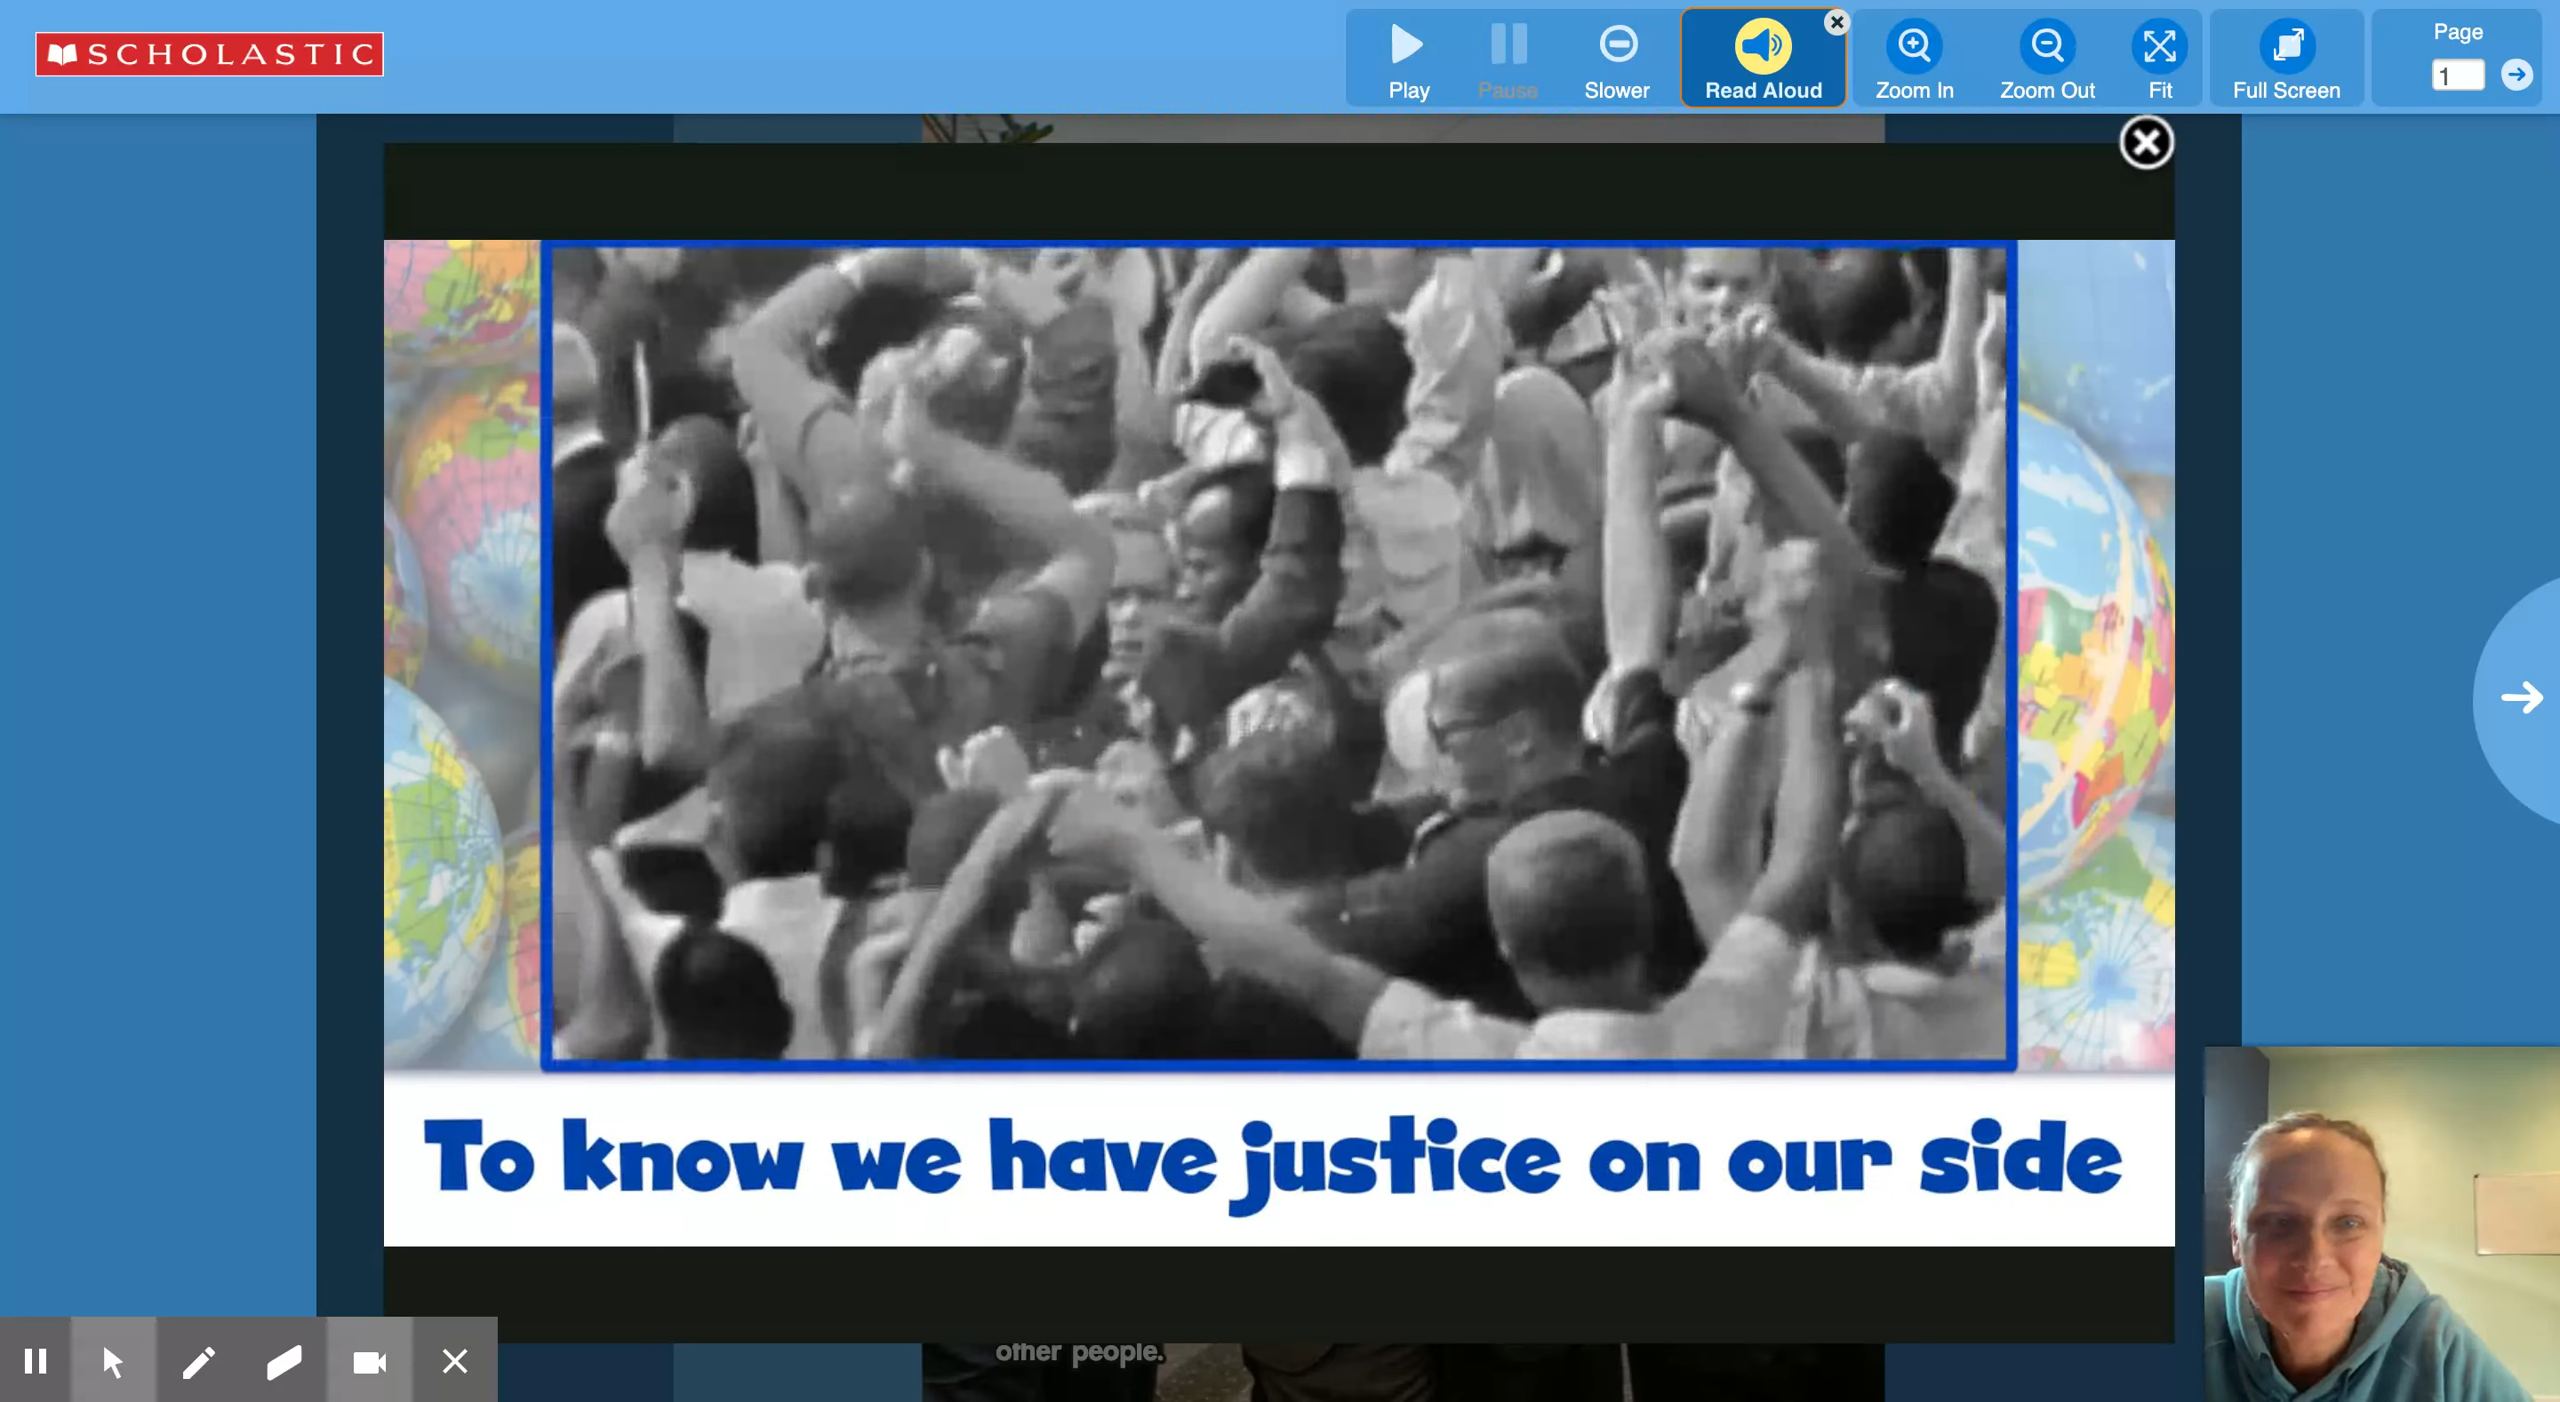 SCHOLASTIC
Play
Pause
Slower
Read Aloud
Zoom In
Zoom Out
Fit
Full Screen
Page
1
To know we have justice on our side
other people.